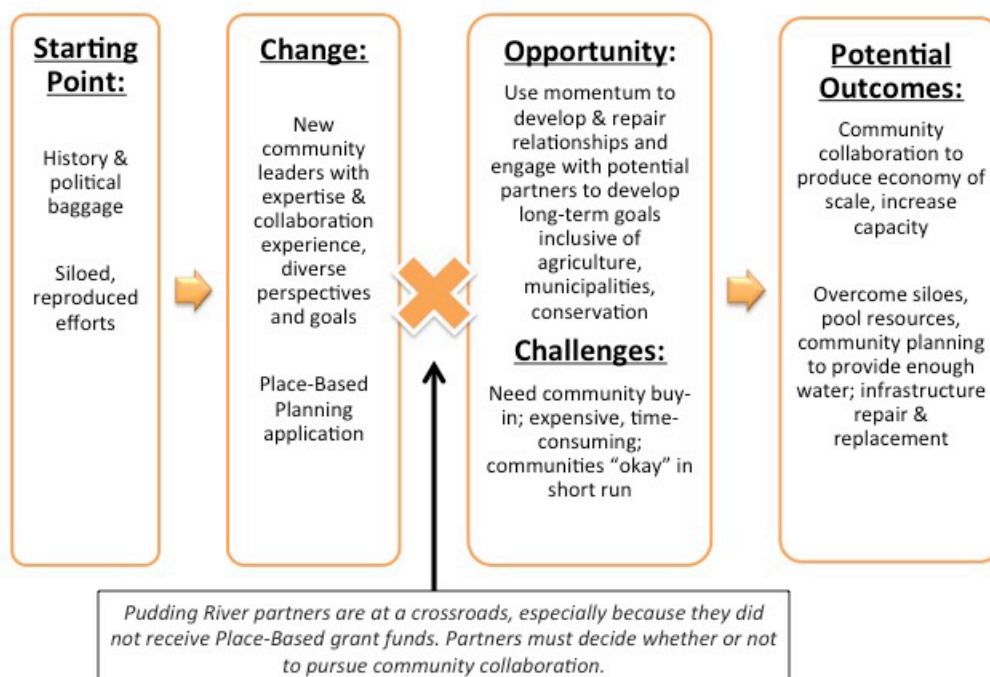 Starting
Point:
History &
political
baggage
Siloed,
reproduced
efforts
Change:
New
community
leaders with
expertise &
collaboration
experience,
diverse
perspectives
and goals
Place-Based
Planning
application
Opportunity:
Use momentum to
develop & repair
relationships and
engage with potential
partners to develop
long-term goals
inclusive of
agriculture,
municipalities,
conservation
Challenges:
Need community buy-
in; expensive, time-
consuming;
communities “okay” in
short run
Potential
Outcomes:
Community
collaboration to
produce economy of
scale, increase
capacity
Overcome siloes,
pool resources,
community planning
to provide enough
water; infrastructure
repair &
replacement
Pudding River partners are at a crossroads, especially because they did
not receive Place-Based grant funds. Partners must decide whether or not
to pursue community collaboration.